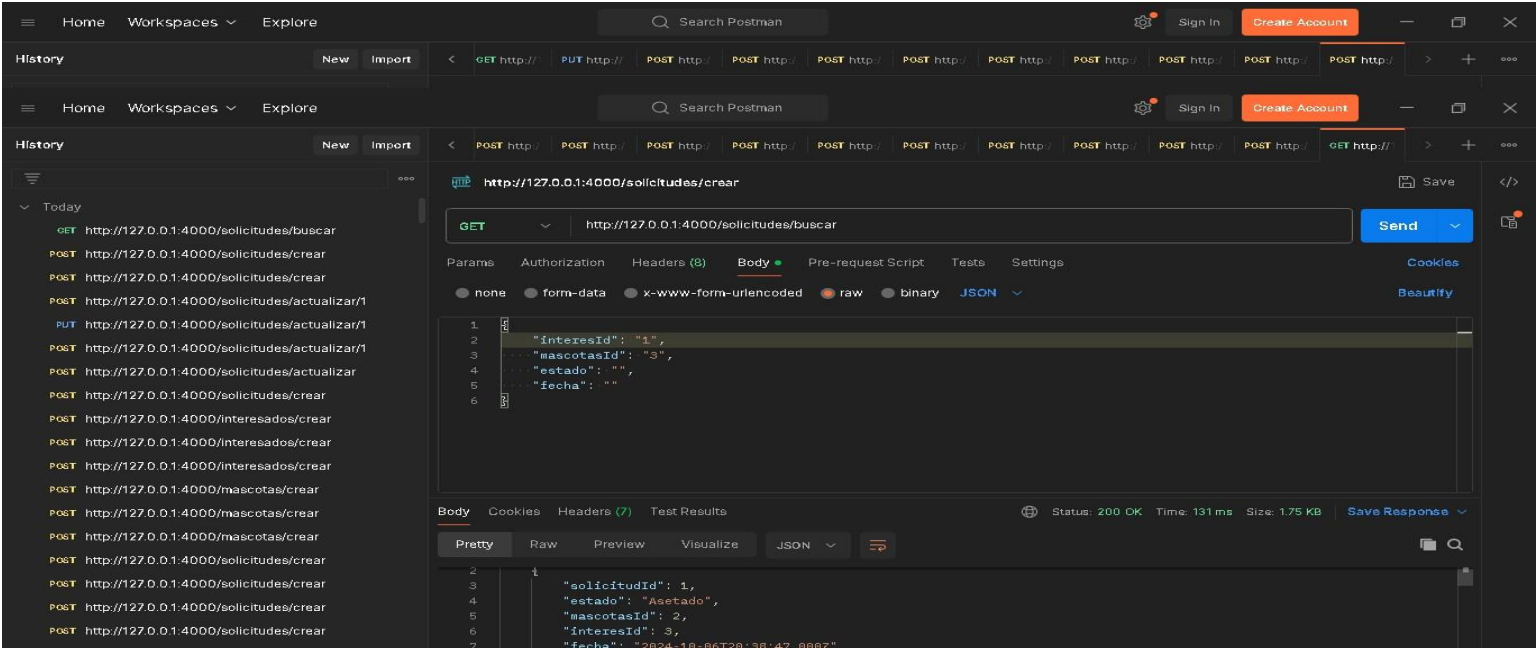 Home Workspaces Explore Search Postman Sign In Create Account
History New Import GET http:// PUT http:// POST http:/ POST http:/ POST http:/ POST http:/ POST http:/ POST http:/ POST http:/ POST http:/ POST http:/
Home Workspaces Explore Search Postman Sign In Create Account
History New Import POST http:/ POST http:/ POST http:/ POST http:/ POST http:/ POST http:/ POST http:/ POST http:/ POST http:/ POST http:/ GET http://
HTTP http://127.0.0.1:4000/solicitudes/crear Save </>
Today
GET http://127.0.0.1:4000/solicitudes/buscar
POST http://127.0.0.1:4000/solicitudes/crear
POST http://127.0.0.1:4000/solicitudes/crear
POST http://127.0.0.1:4000/solicitudes/actualizar/1
PUT http://127.0.0.1:4000/solicitudes/actualizar/1
POST http://127.0.0.1:4000/solicitudes/actualizar/1
POST http://127.0.0.1:4000/solicitudes/actualizar
POST http://127.0.0.1:4000/solicitudes/crear
POST http://127.0.0.1:4000/interesados/crear
POST http://127.0.0.1:4000/interesados/crear
POST http://127.0.0.1:4000/interesados/crear
POST http://127.0.0.1:4000/mascotas/crear
POST http://127.0.0.1:4000/mascotas/crear
POST http://127.0.0.1:4000/mascotas/crear
POST http://127.0.0.1:4000/solicitudes/crear
POST http://127.0.0.1:4000/solicitudes/crear
POST http://127.0.0.1:4000/solicitudes/crear
POST http://127.0.0.1:4000/solicitudes/crear
GET http://127.0.0.1:4000/solicitudes/buscar Send
Params Authorization Headers (8) Body Pre-request Script Tests Settings Cookies
none form-data x-www-form-urlencoded raw binary JSON Beautify
1 {
2 "interesId": "1",
3 "mascotasId": "3",
4 "estado": "",
5 "fecha": ""
6 }
Body Cookies Headers (7) Test Results Status: 200 OK Time: 131 ms Size: 1.75 KB Save Response
Pretty Raw Preview Visualize JSON
2 {
3 "solicitudId": 1,
4 "estado": "Asetado",
5 "mascotasId": 2,
6 "interesId": 3,
7 "fecha": "2024-10-06T20:38:47.000Z"